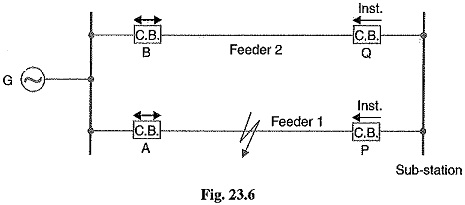 Inst.
C.B.
C.B.
B
Feeder 2
Q
G
Inst.
Feeder 1
C.B.
C.B.
A
P
Sub-station
Fig. 23.6